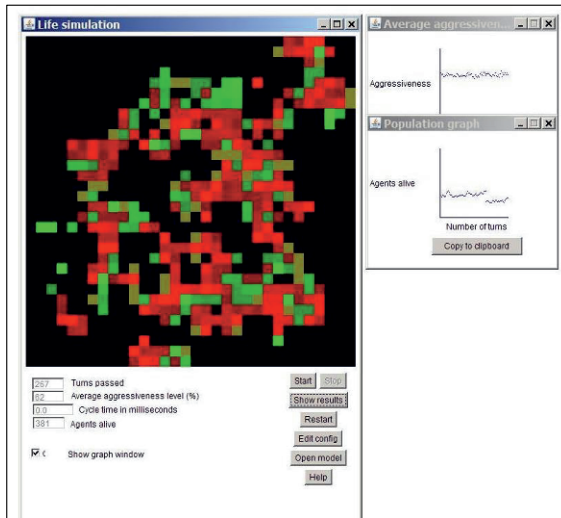 Life simulation
267 Turns passed
62 Average aggressiveness level (%)
0.0 Cycle time in milliseconds
381 Agents alive
Show graph window
Start Stop
Show results
Restart
Edit config
Open model
Help
Average aggressiven...
Aggressiveness
Population graph
Agents alive
Number of turns
Copy to clipboard